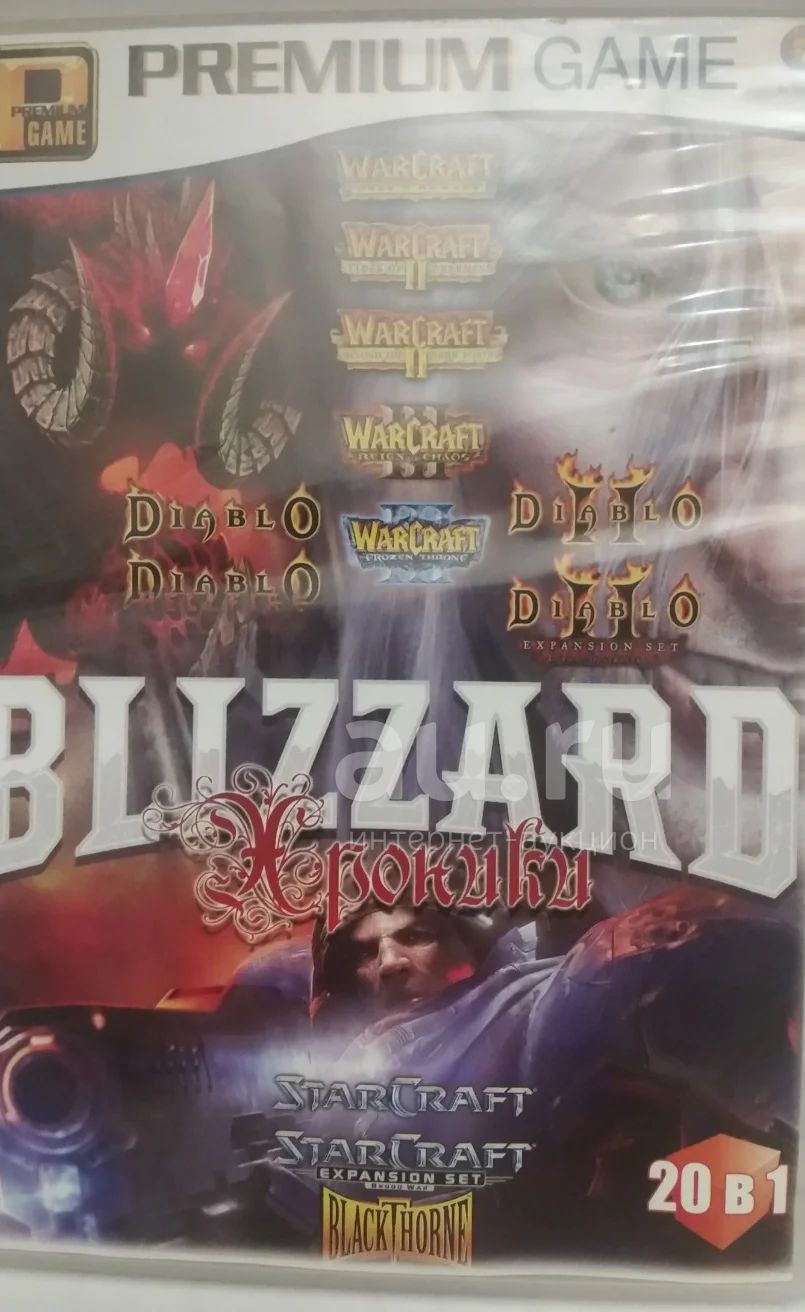 PREMIUM GAME
PREMIUM
GAME
WARCRAFT
WARCRAFT
II
WARCRAFT
II
WARCRAFT
REIGN OF CHAOS
III
WARCRAFT
FROZEN THRONE
III
DIABLO
DIABLO
DIABLO
II
DIABLO
II
EXPANSION SET
BLIZZARD
Хроники
au.ru
интернет-аукцион
STARCRAFT
STARCRAFT
EXPANSION SET
BROOD WAR
BLACKTHORNE
20 в 1